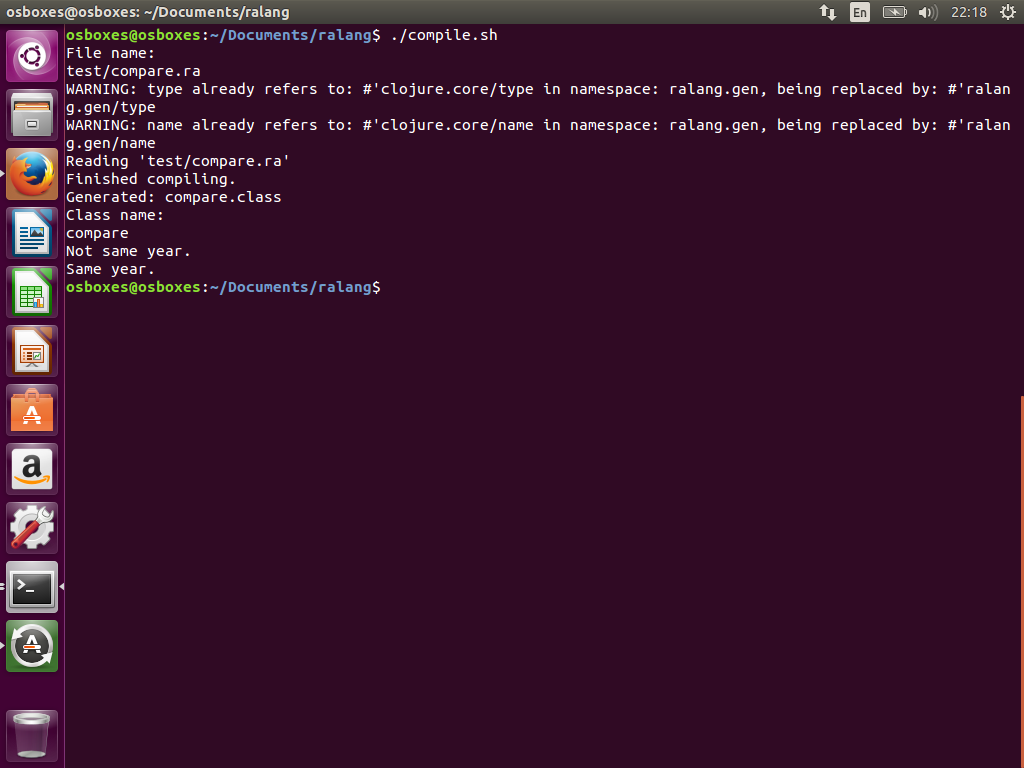 osboxes@osboxes: ~/Documents/ralang
En
22:18
osboxes@osboxes:~/Documents/ralang$ ./compile.sh
File name:
test/compare.ra
WARNING: type already refers to: #'clojure.core/type in namespace: ralang.gen, being replaced by: #'ralan
g.gen/type
WARNING: name already refers to: #'clojure.core/name in namespace: ralang.gen, being replaced by: #'ralan
g.gen/name
Reading 'test/compare.ra'
Finished compiling.
Generated: compare.class
Class name:
compare
Not same year.
Same year.
osboxes@osboxes:~/Documents/ralang$